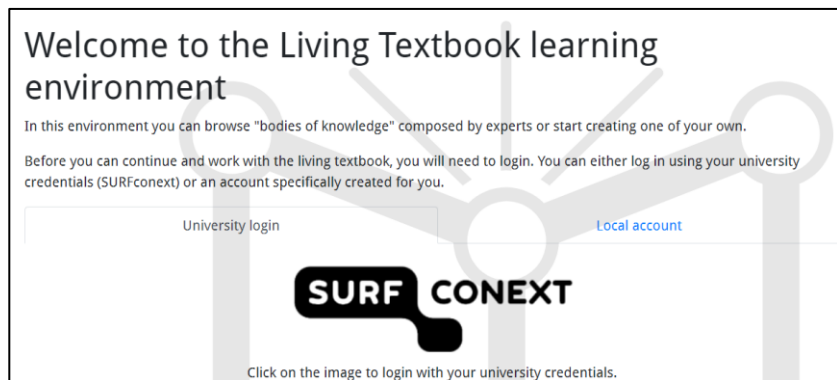 Welcome to the Living Textbook learning
environment
In this environment you can browse "bodies of knowledge" composed by experts or start creating one of your own.
Before you can continue and work with the living textbook, you will need to login. You can either log in using your university
credentials (SURFconext) or an account specifically created for you.
University login Local account
SURF CONEXT
Click on the image to login with your university credentials.